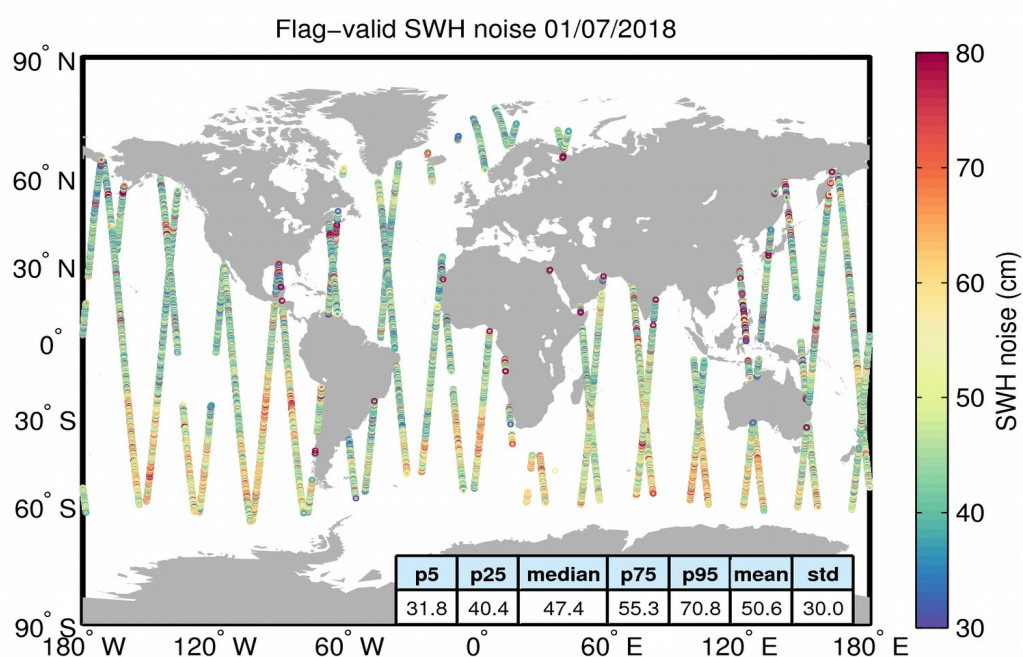 Flag−valid SWH noise 01/07/2018
90° N
60° N
30° N
0°
30° S
60° S
90° S
180° W
120° W
60° W
0°
60° E
120° E
180° E
80
70
60
50
40
30
SWH noise (cm)
p5 p25 median p75 p95 mean std
31.8 40.4 47.4 55.3 70.8 50.6 30.0